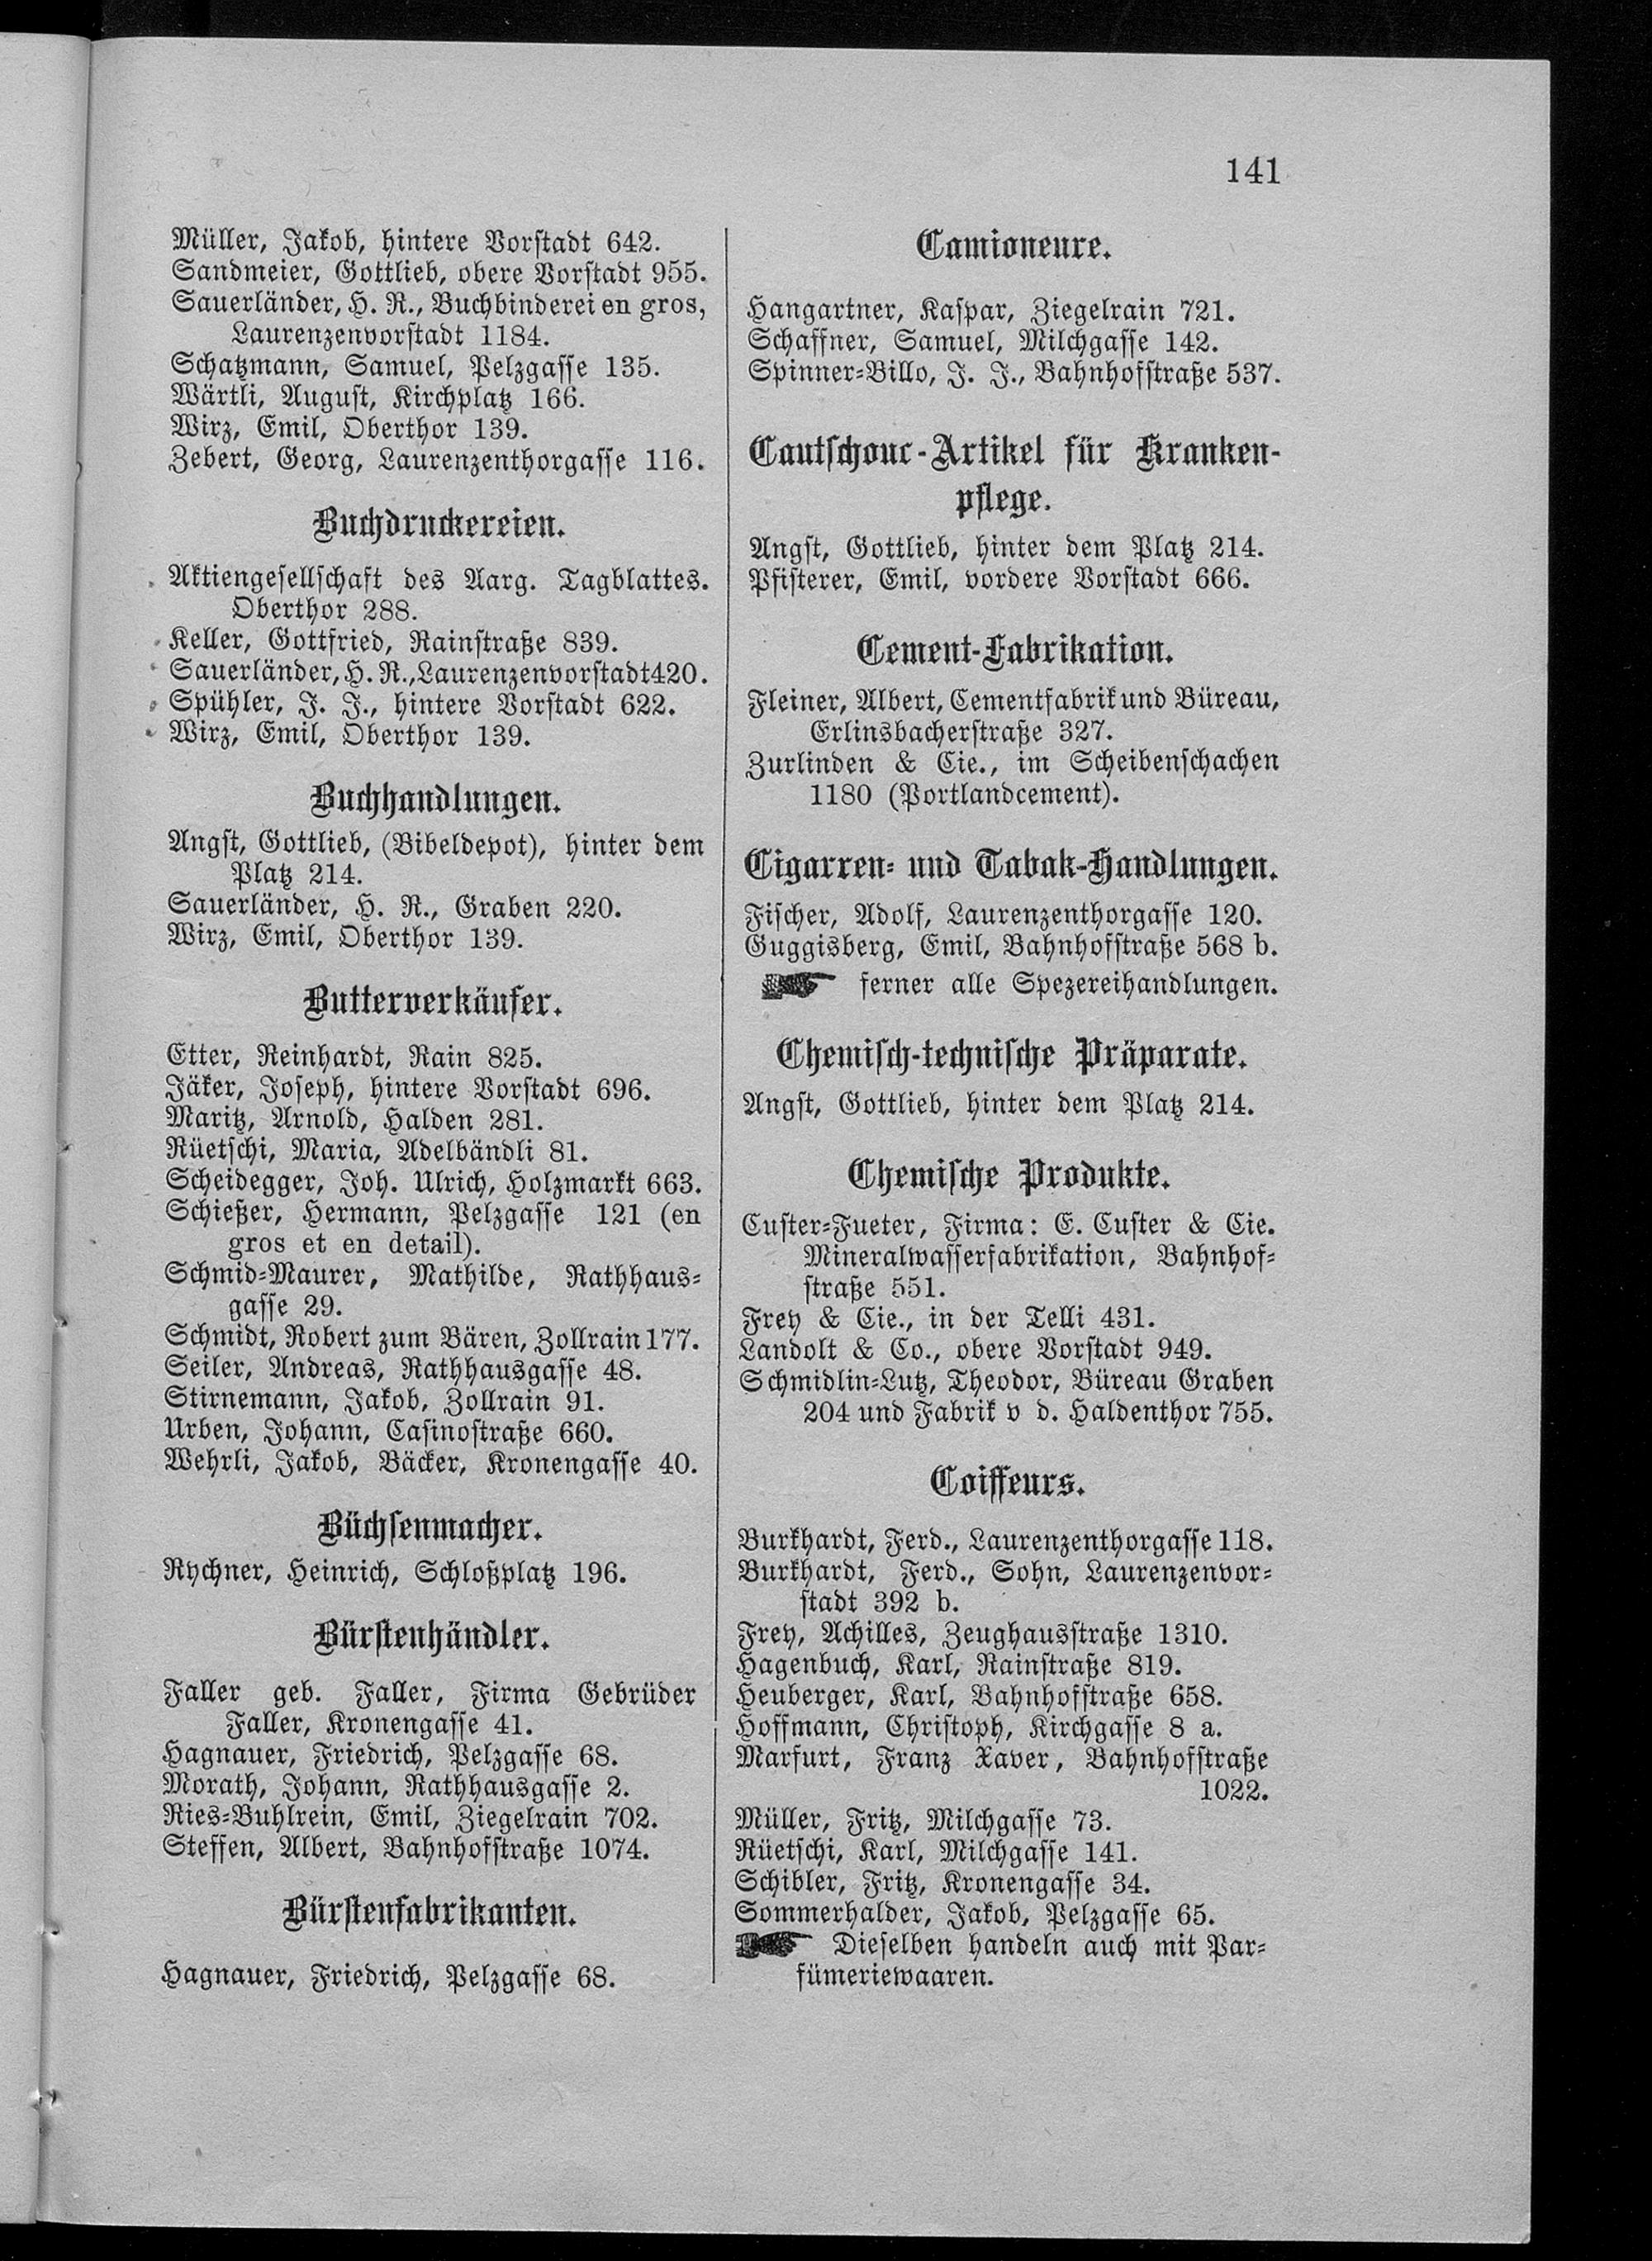 141
Müller, Jakob, hintere Vorstadt 642.
Sandmeier, Gottlieb, obere Vorstadt 955.
Sauerländer, H. R., Buchbinderei en gros,
Laurenzenvorstadt 1184.
Schatzmann, Samuel, Pelzgasse 135.
Wärtli, August, Kirchplatz 166.
Wirz, Emil, Oberthor 139.
Zebert, Georg, Laurenzenthorgasse 116.
Buchdruckereien.
Aktiengesellschaft des Aarg. Tagblattes.
Oberthor 288.
Keller, Gottfried, Rainstraße 839.
Sauerländer, H. R., Laurenzenvorstadt 420.
Spühler, J. J., hintere Vorstadt 622.
Wirz, Emil, Oberthor 139.
Buchhandlungen.
Angst, Gottlieb, (Bibeldepot), hinter dem
Platz 214.
Sauerländer, H. R., Graben 220.
Wirz, Emil, Oberthor 139.
Butterverkäufer.
Etter, Reinhardt, Rain 825.
Jäker, Joseph, hintere Vorstadt 696.
Maritz, Arnold, Halden 281.
Rüetschi, Maria, Adelbändli 81.
Scheidegger, Joh. Ulrich, Holzmarkt 663.
Schießer, Hermann, Pelzgasse 121 (en
gros et en detail).
Schmid-Maurer, Mathilde, Rathhaus-
gasse 29.
Schmidt, Robert zum Bären, Zollrain 177.
Seiler, Andreas, Rathhausgasse 48.
Stirnemann, Jakob, Zollrain 91.
Urben, Johann, Casinostraße 660.
Wehrli, Jakob, Bäcker, Kronengasse 40.
Büchsenmacher.
Rychner, Heinrich, Schloßplatz 196.
Bürstenhändler.
Faller geb. Faller, Firma Gebrüder
Faller, Kronengasse 41.
Hagnauer, Friedrich, Pelzgasse 68.
Morath, Johann, Rathhausgasse 2.
Ries-Buhlrein, Emil, Ziegelrain 702.
Steffen, Albert, Bahnhofstraße 1074.
Bürstenfabrikanten.
Hagnauer, Friedrich, Pelzgasse 68.
Camioneure.
Hangartner, Kaspar, Ziegelrain 721.
Schaffner, Samuel, Milchgasse 142.
Spinner-Billo, J. J., Bahnhofstraße 537.
Cautschouc-Artikel für Kranken-
pflege.
Angst, Gottlieb, hinter dem Platz 214.
Pfisterer, Emil, vordere Vorstadt 666.
Cement-Fabrikation.
Fleiner, Albert, Cementfabrik und Büreau,
Erlinsbacherstraße 327.
Zurlinden & Cie., im Scheibenschachen
1180 (Portlandcement).
Cigarren- und Tabak-Handlungen.
Fischer, Adolf, Laurenzenthorgasse 120.
Guggisberg, Emil, Bahnhofstraße 568 b.
☛ ferner alle Spezereihandlungen.
Chemisch-technische Präparate.
Angst, Gottlieb, hinter dem Platz 214.
Chemische Produkte.
Custer-Fueter, Firma: E. Custer & Cie.
Mineralwasserfabrikation, Bahnhof-
straße 551.
Frey & Cie., in der Telli 431.
Landolt & Co., obere Vorstadt 949.
Schmidlin-Lutz, Theodor, Büreau Graben
204 und Fabrik v d. Haldenthor 755.
Coiffeurs.
Burkhardt, Ferd., Laurenzenthorgasse 118.
Burkhardt, Ferd., Sohn, Laurenzenvor-
stadt 392 b.
Frey, Achilles, Zeughausstraße 1310.
Hagenbuch, Karl, Rainstraße 819.
Heuberger, Karl, Bahnhofstraße 658.
Hoffmann, Christoph, Kirchgasse 8 a.
Marfurt, Franz Xaver, Bahnhofstraße
1022.
Müller, Fritz, Milchgasse 73.
Rüetschi, Karl, Milchgasse 141.
Schibler, Fritz, Kronengasse 34.
Sommerhalder, Jakob, Pelzgasse 65.
☛ Dieselben handeln auch mit Par-
fümeriewaaren.